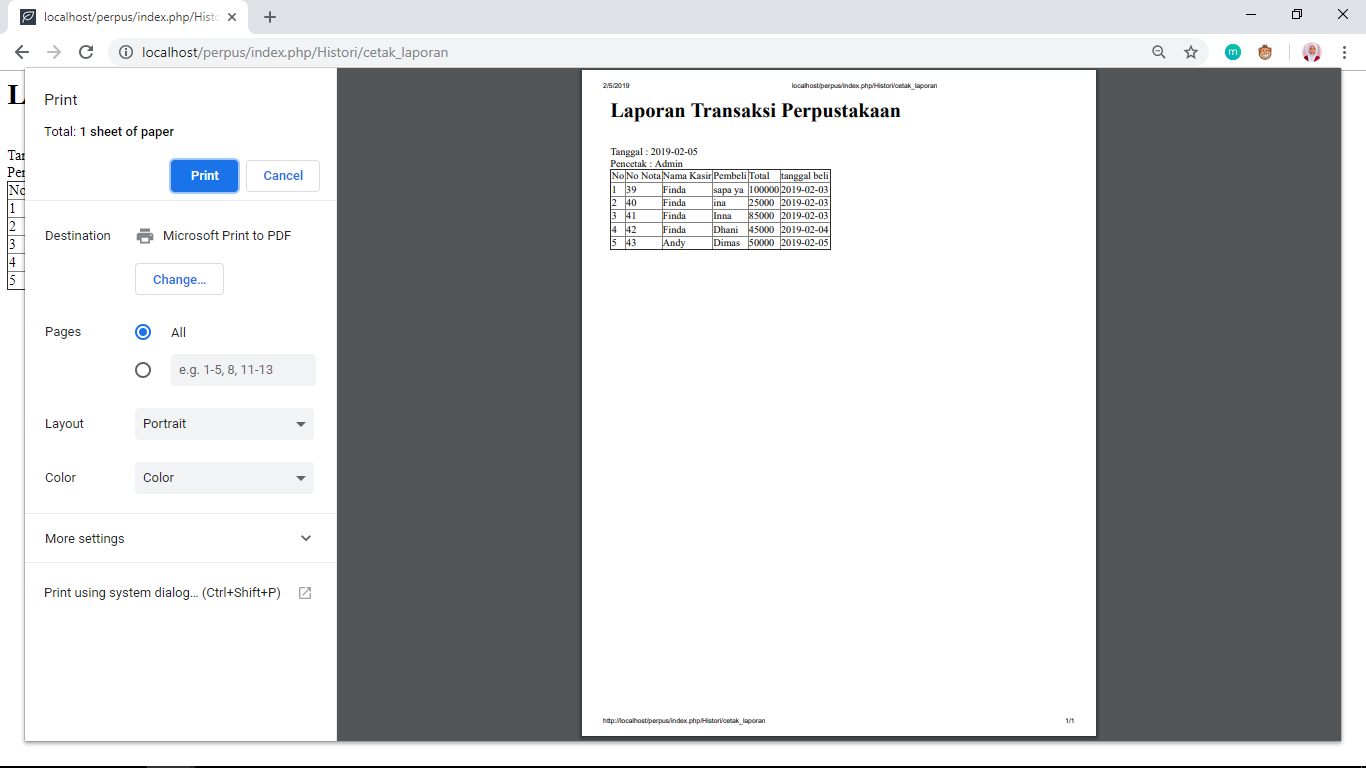 localhost/perpus/index.php/Histo
localhost/perpus/index.php/Histori/cetak_laporan
m
L
Tan
Per
No
1
2
3
4
5
Print
Total: 1 sheet of paper
Print Cancel
Destination Microsoft Print to PDF
Change...
Pages All
e.g. 1-5, 8, 11-13
Layout Portrait
Color Color
More settings
Print using system dialog... (Ctrl+Shift+P)
2/5/2019 localhost/perpus/index.php/Histori/cetak_laporan
Laporan Transaksi Perpustakaan
Tanggal : 2019-02-05
Pencetak : Admin
No No Nota Nama Kasir Pembeli Total tanggal beli
1 39 Finda sapa ya 100000 2019-02-03
2 40 Finda ina 25000 2019-02-03
3 41 Finda Inna 85000 2019-02-03
4 42 Finda Dhani 45000 2019-02-04
5 43 Andy Dimas 50000 2019-02-05
http://localhost/perpus/index.php/Histori/cetak_laporan 1/1